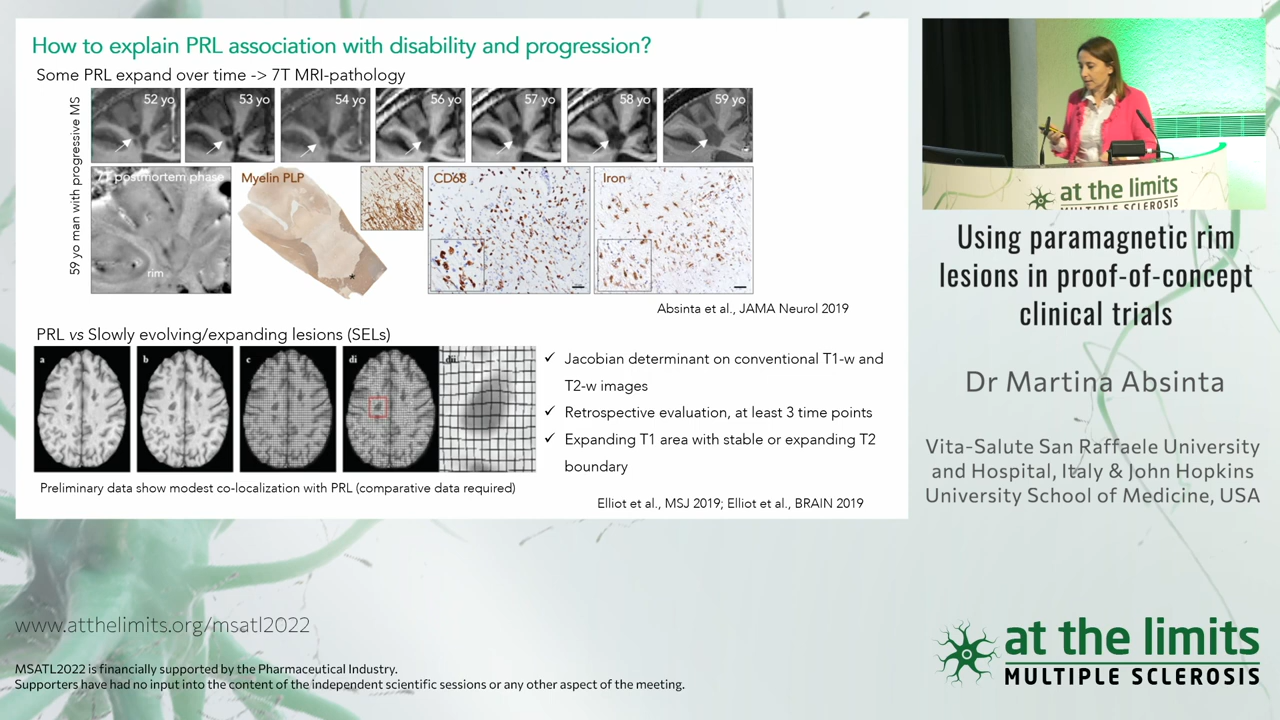 How to explain PRL association with disability and progression?
Some PRL expand over time -> 7T MRI-pathology
59 yo man with progressive MS
52 yo
53 yo
54 yo
56 yo
57 yo
58 yo
59 yo
postmortem phase
rim
Myelin PLP
*
CD68
Iron
Absinta et al., JAMA Neurol 2019
PRL vs Slowly evolving/expanding lesions (SELs)
a
b
c
di
dii
✓ Jacobian determinant on conventional T1-w and
T2-w images
✓ Retrospective evaluation, at least 3 time points
✓ Expanding T1 area with stable or expanding T2
boundary
Preliminary data show modest co-localization with PRL (comparative data required)
Elliot et al., MSJ 2019; Elliot et al., BRAIN 2019
at the limits
MULTIPLE SCLEROSIS
Using paramagnetic rim
lesions in proof-of-concept
clinical trials
Dr Martina Absinta
Vita-Salute San Raffaele University
and Hospital, Italy & John Hopkins
University School of Medicine, USA
www.atthelimits.org/msatl2022
MSATL2022 is financially supported by the Pharmaceutical Industry.
Supporters have had no input into the content of the independent scientific sessions or any other aspect of the meeting.
at the limits
MULTIPLE SCLEROSIS